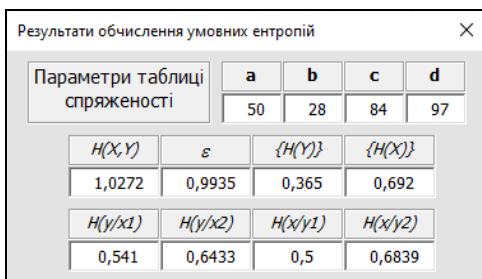 Результати обчислення умовних ентропій
Параметри таблиці спряженості
a b c d
50 28 84 97
H(X,Y) ε {H(Y)} {H(X)}
1,0272 0,9935 0,365 0,692
H(y/x1) H(y/x2) H(x/y1) H(x/y2)
0,541 0,6433 0,5 0,6839